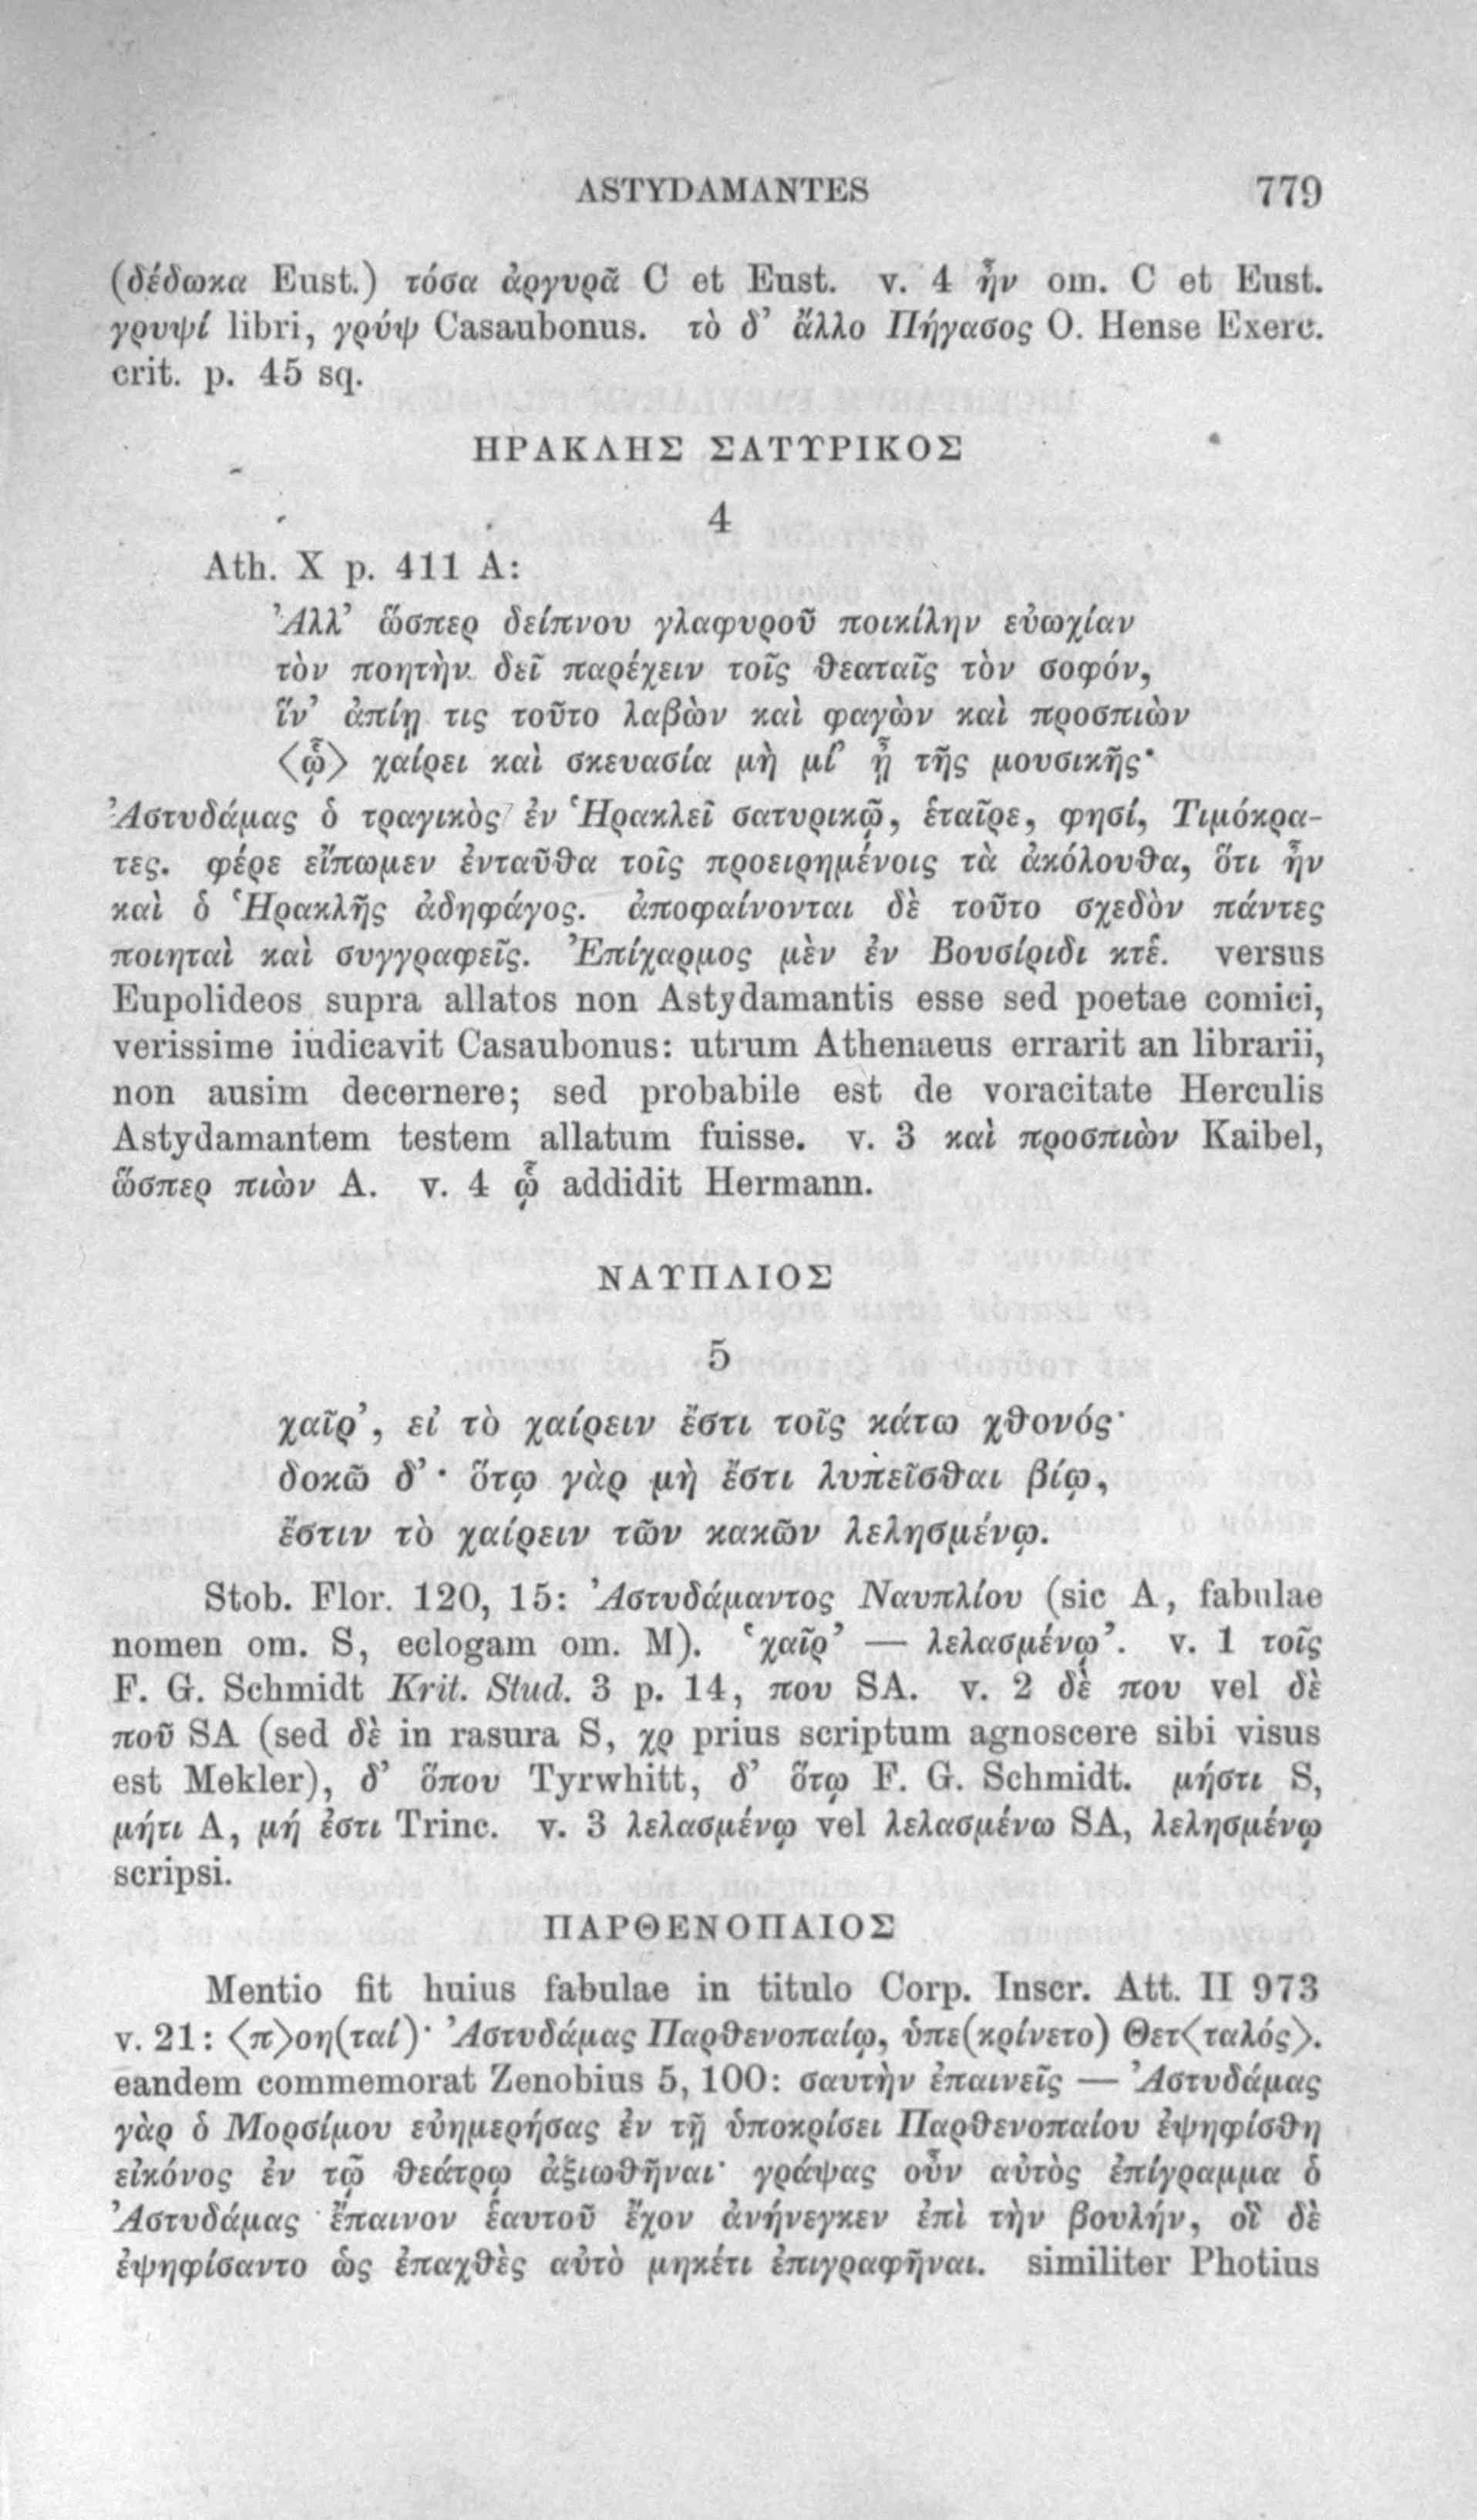 ASTYDAMANTES 779
(δέδωκα Eust.) τόσα ἀργυρᾶ C et Eust. v. 4 ἦν om. C et Eust.
γρυψί libri, γρύψ Casaubonus. τὸ δ’ ἄλλο Πήγασος O. Hense Exerc.
crit. p. 45 sq.
ΗΡΑΚΛΗΣ ΣΑΤΥΡΙΚΟΣ
4
Ath. X p. 411 A:
Ἀλλ’ ὥσπερ δείπνου γλαφυροῦ ποικίλην εὐωχίαν
τὸν ποητὴν δεῖ παρέχειν τοῖς θεαταῖς τὸν σοφόν,
ἵν’ ἀπίῃ τις τοῦτο λαβὼν καὶ φαγὼν καὶ προσπιὼν
⟨ᾧ⟩ χαίρει καὶ σκευασία μὴ μί’ ᾖ τῆς μουσικῆς·
Ἀστυδάμας ὁ τραγικὸς ἐν Ἡρακλεῖ σατυρικῷ, ἑταῖρε, φησί, Τιμόκρα-
τες. φέρε εἴπωμεν ἐνταῦθα τοῖς προειρημένοις τὰ ἀκόλουθα, ὅτι ἦν
καὶ ὁ Ἡρακλῆς ἀδηφάγος. ἀποφαίνονται δὲ τοῦτο σχεδὸν πάντες
ποιηταὶ καὶ συγγραφεῖς. Ἐπίχαρμος μὲν ἐν Βουσίριδι κτἑ. versus
Eupolideos supra allatos non Astydamantis esse sed poetae comici,
verissime iudicavit Casaubonus: utrum Athenaeus errarit an librarii,
non ausim decernere; sed probabile est de voracitate Herculis
Astydamantem testem allatum fuisse. v. 3 καὶ προσπιὼν Kaibel,
ὥσπερ πιὼν A. v. 4 ᾧ addidit Hermann.
ΝΑΥΠΛΙΟΣ
5
χαῖρ’, εἰ τὸ χαίρειν ἔστι τοῖς κάτω χθονός·
δοκῶ δ’· ὅτῳ γὰρ μὴ ἔστι λυπεῖσθαι βίῳ,
ἔστιν τὸ χαίρειν τῶν κακῶν λελησμένῳ.
Stob. Flor. 120, 15: Ἀστυδάμαντος Ναυπλίου (sic A, fabulae
nomen om. S, eclogam om. M). ‘χαῖρ’ — λελασμένῳ’. v. 1 τοῖς
F. G. Schmidt Krit. Stud. 3 p. 14, που SA. v. 2 δὲ που vel δὲ
ποῦ SA (sed δὲ in rasura S, χρ prius scriptum agnoscere sibi visus
est Mekler), δ’ ὅπου Tyrwhitt, δ’ ὅτῳ F. G. Schmidt. μήστι S,
μήτι A, μή ἐστι Trinc. v. 3 λελασμένῳ vel λελασμένω SA, λελησμένῳ
scripsi.
ΠΑΡΘΕΝΟΠΑΙΟΣ
Mentio fit huius fabulae in titulo Corp. Inscr. Att. II 973
v. 21: ⟨π⟩οη(ταί)· Ἀστυδάμας Παρθενοπαίῳ, ὑπε(κρίνετο) Θετ⟨ταλός⟩.
eandem commemorat Zenobius 5, 100: σαυτὴν ἐπαινεῖς — Ἀστυδάμας
γὰρ ὁ Μορσίμου εὐημερήσας ἐν τῇ ὑποκρίσει Παρθενοπαίου ἐψηφίσθη
εἰκόνος ἐν τῷ θεάτρῳ ἀξιωθῆναι· γράψας οὖν αὐτὸς ἐπίγραμμα ὁ
Ἀστυδάμας ἔπαινον ἑαυτοῦ ἔχον ἀνήνεγκεν ἐπὶ τὴν βουλήν, οἳ δὲ
ἐψηφίσαντο ὡς ἐπαχθὲς αὐτὸ μηκέτι ἐπιγραφῆναι. similiter Photius